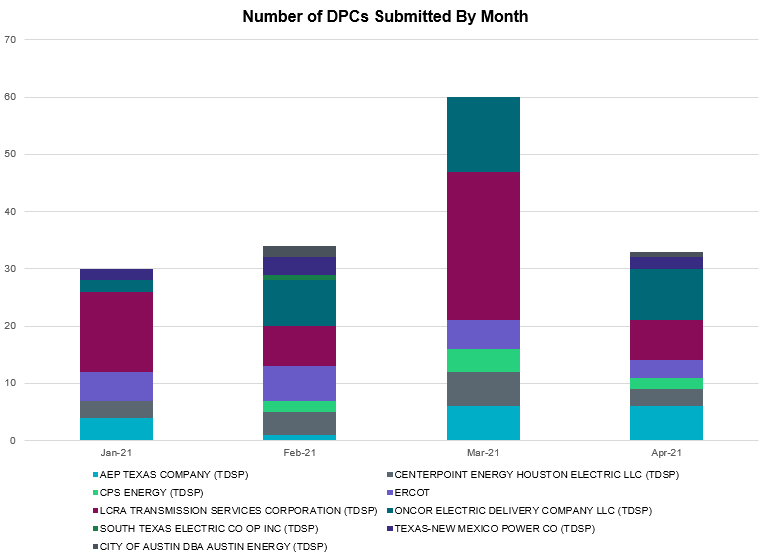 Number of DPCs Submitted By Month
70
60
50
40
30
20
10
0
Jan-21 Feb-21 Mar-21 Apr-21
AEP TEXAS COMPANY (TDSP) CENTERPOINT ENERGY HOUSTON ELECTRIC LLC (TDSP)
CPS ENERGY (TDSP) ERCOT
LCRA TRANSMISSION SERVICES CORPORATION (TDSP) ONCOR ELECTRIC DELIVERY COMPANY LLC (TDSP)
SOUTH TEXAS ELECTRIC CO OP INC (TDSP) TEXAS-NEW MEXICO POWER CO (TDSP)
CITY OF AUSTIN DBA AUSTIN ENERGY (TDSP)